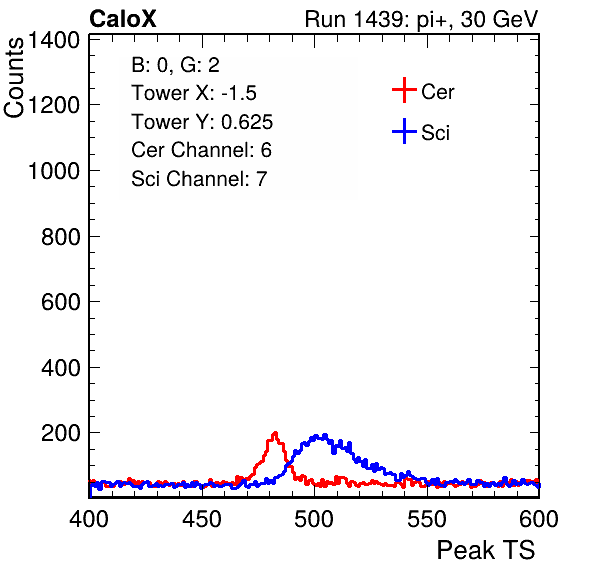 CaloX Run 1439: pi+, 30 GeV
Counts
B: 0, G: 2
Tower X: -1.5
Tower Y: 0.625
Cer Channel: 6
Sci Channel: 7
Cer
Sci
1400
1200
1000
800
600
400
200
400 450 500 550 600
Peak TS